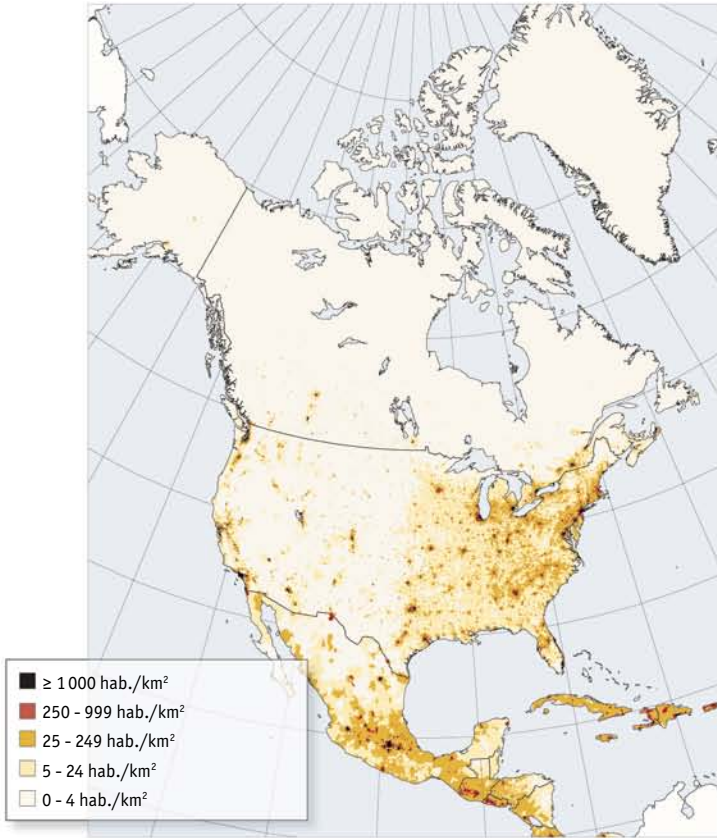 ≥ 1 000 hab./km²
250 - 999 hab./km²
25 - 249 hab./km²
5 - 24 hab./km²
0 - 4 hab./km²